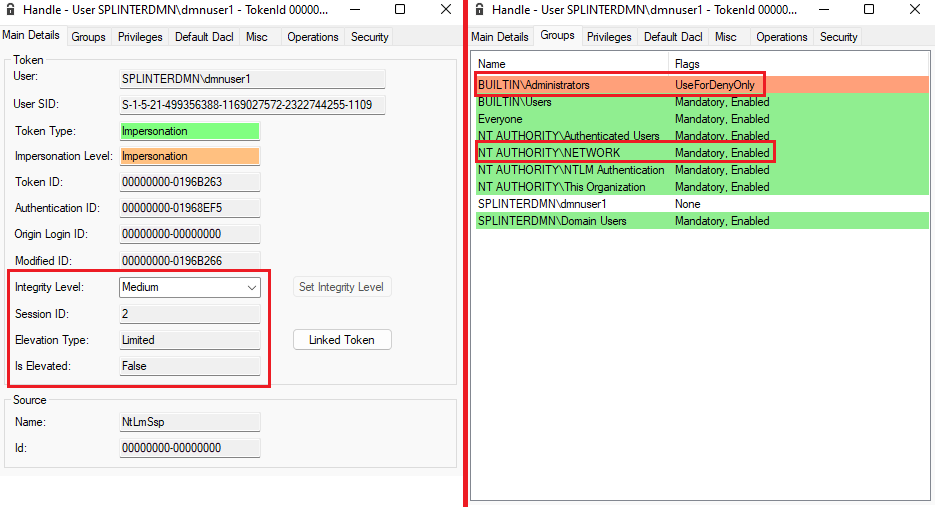 Handle - User SPLINTERDMN\dmnuser1 - TokenId 00000...
Main Details Groups Privileges Default Dacl Misc Operations Security
Token
User: SPLINTERDMN\dmnuser1
User SID: S-1-5-21-499356388-1169027572-2322744255-1109
Token Type: Impersonation
Impersonation Level: Impersonation
Token ID: 00000000-0196B263
Authentication ID: 00000000-01968EF5
Origin Login ID: 00000000-00000000
Modified ID: 00000000-0196B266
Integrity Level: Medium Set Integrity Level
Session ID: 2
Elevation Type: Limited Linked Token
Is Elevated: False
Source
Name: NtLmSsp
Id: 00000000-00000000
Handle - User SPLINTERDMN\dmnuser1 - TokenId 00000...
Main Details Groups Privileges Default Dacl Misc Operations Security
Name Flags
BUILTIN\Administrators UseForDenyOnly
BUILTIN\Users Mandatory, Enabled
Everyone Mandatory, Enabled
NT AUTHORITY\Authenticated Users Mandatory, Enabled
NT AUTHORITY\NETWORK Mandatory, Enabled
NT AUTHORITY\NTLM Authentication Mandatory, Enabled
NT AUTHORITY\This Organization Mandatory, Enabled
SPLINTERDMN\dmnuser1 None
SPLINTERDMN\Domain Users Mandatory, Enabled